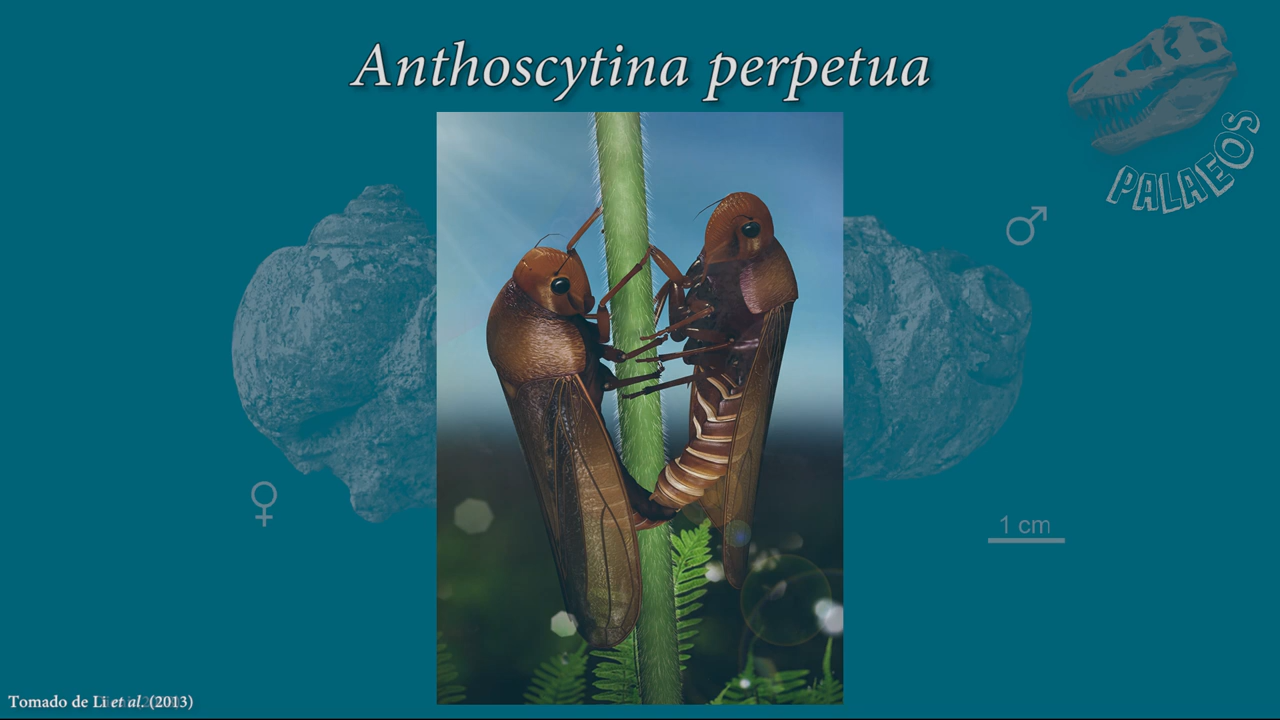 Anthoscytina perpetua
PALAEOS
♂
♀
1 cm
Tomado de Li et al. (2013)